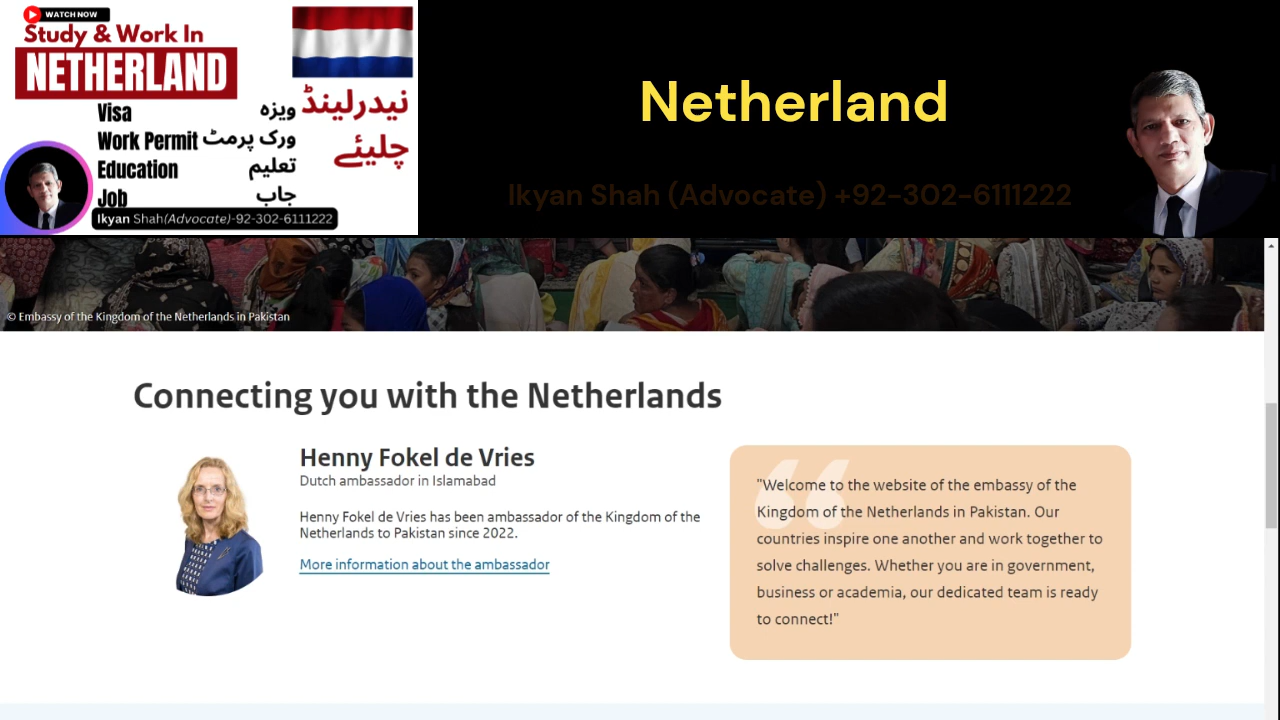 WATCH NOW
Study & Work In
NETHERLAND
نیدرلینڈ
چلیئے
Visa
ویزہ
Work Permit
ورک پرمٹ
Education
تعلیم
Job
جاب
Ikyan Shah(Advocate)-92-302-6111222
Netherland
Ikyan Shah (Advocate) +92-302-6111222
© Embassy of the Kingdom of the Netherlands in Pakistan
Connecting you with the Netherlands
Henny Fokel de Vries
Dutch ambassador in Islamabad
Henny Fokel de Vries has been ambassador of the Kingdom of the
Netherlands to Pakistan since 2022.
More information about the ambassador
"Welcome to the website of the embassy of the
Kingdom of the Netherlands in Pakistan. Our
countries inspire one another and work together to
solve challenges. Whether you are in government,
business or academia, our dedicated team is ready
to connect!"